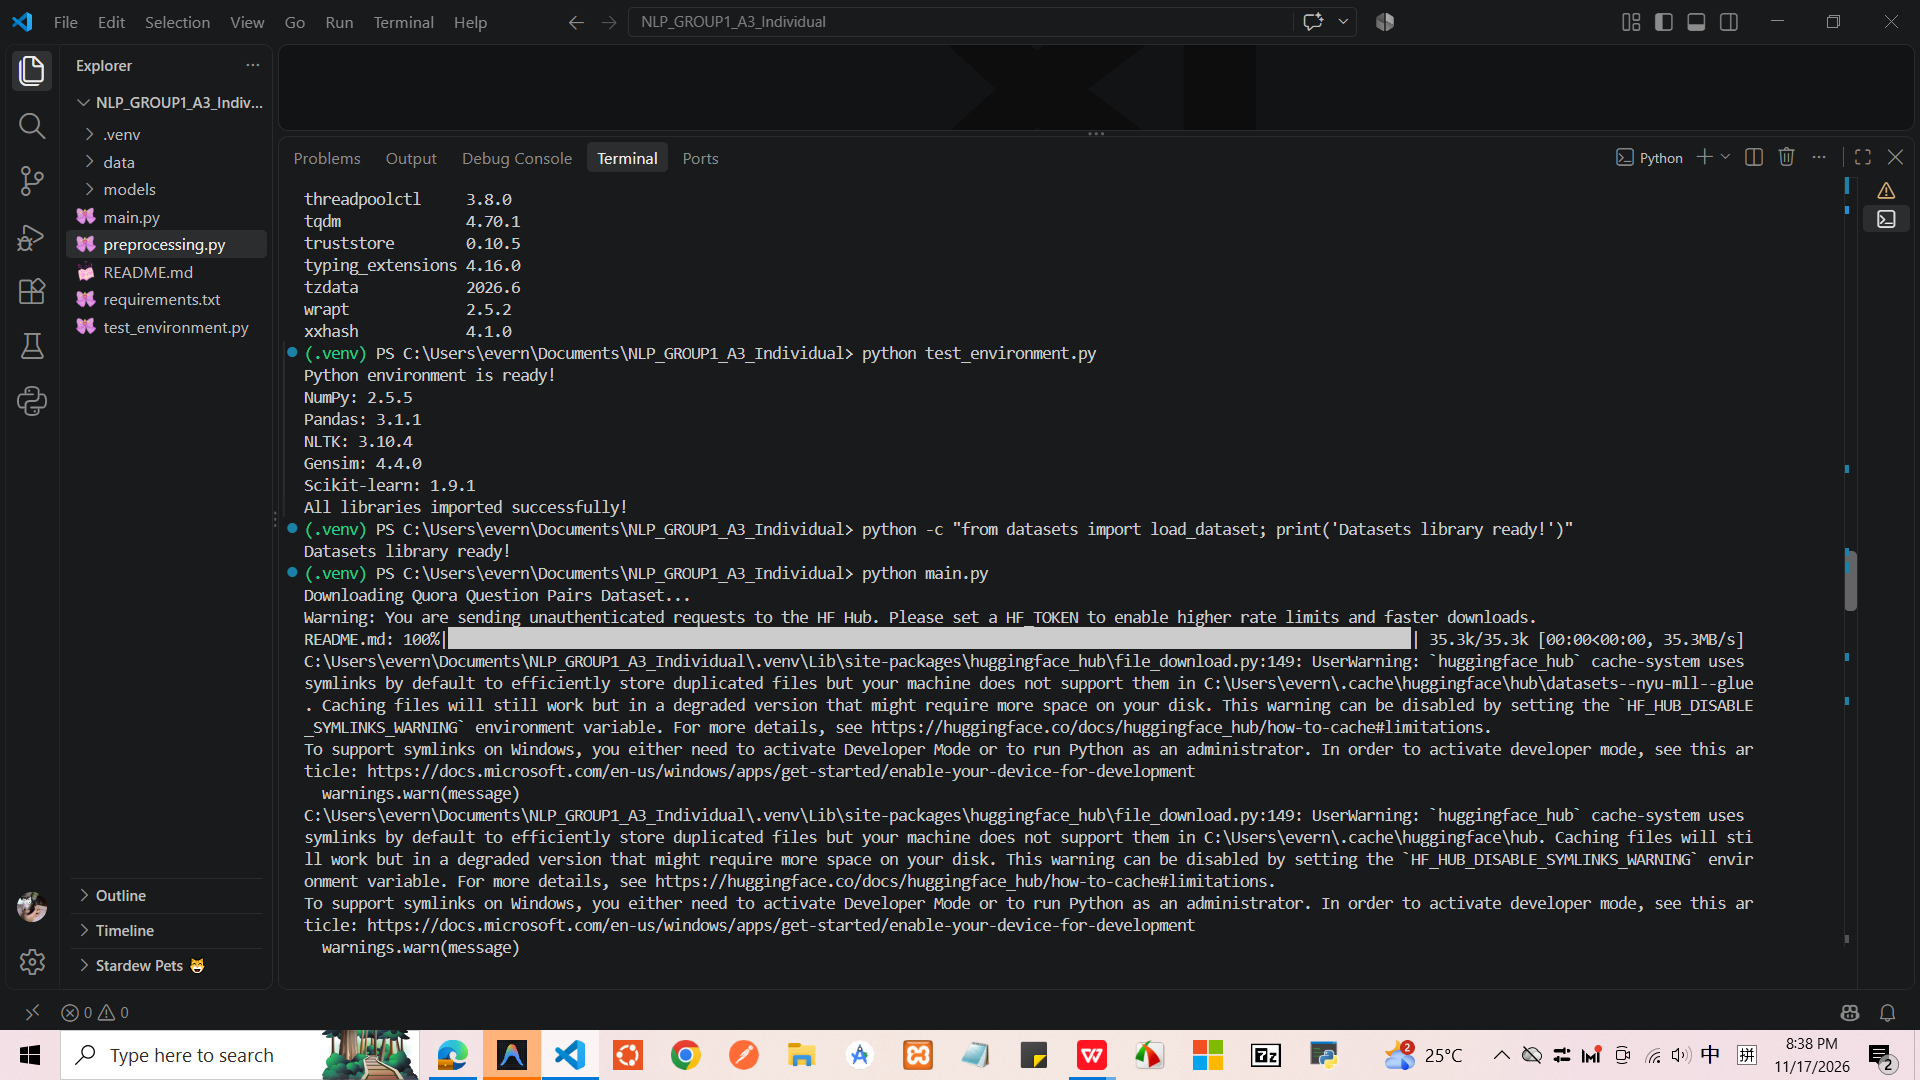 File Edit Selection View Go Run Terminal Help
NLP_GROUP1_A3_Individual
Explorer
NLP_GROUP1_A3_Indiv...
.venv
data
models
main.py
preprocessing.py
README.md
requirements.txt
test_environment.py
Outline
Timeline
Stardew Pets 😸
Problems Output Debug Console Terminal Ports
Python
threadpoolctl 3.8.0
tqdm 4.70.1
truststore 0.10.5
typing_extensions 4.16.0
tzdata 2026.6
wrapt 2.5.2
xxhash 4.1.0
(.venv) PS C:\Users\evern\Documents\NLP_GROUP1_A3_Individual> python test_environment.py
Python environment is ready!
NumPy: 2.5.5
Pandas: 3.1.1
NLTK: 3.10.4
Gensim: 4.4.0
Scikit-learn: 1.9.1
All libraries imported successfully!
(.venv) PS C:\Users\evern\Documents\NLP_GROUP1_A3_Individual> python -c "from datasets import load_dataset; print('Datasets library ready!')"
Datasets library ready!
(.venv) PS C:\Users\evern\Documents\NLP_GROUP1_A3_Individual> python main.py
Downloading Quora Question Pairs Dataset...
Warning: You are sending unauthenticated requests to the HF Hub. Please set a HF_TOKEN to enable higher rate limits and faster downloads.
README.md: 100%| | 35.3k/35.3k [00:00<00:00, 35.3MB/s]
C:\Users\evern\Documents\NLP_GROUP1_A3_Individual\.venv\Lib\site-packages\huggingface_hub\file_download.py:149: UserWarning: `huggingface_hub` cache-system uses
symlinks by default to efficiently store duplicated files but your machine does not support them in C:\Users\evern\.cache\huggingface\hub\datasets--nyu-mll--glue
. Caching files will still work but in a degraded version that might require more space on your disk. This warning can be disabled by setting the `HF_HUB_DISABLE
_SYMLINKS_WARNING` environment variable. For more details, see https://huggingface.co/docs/huggingface_hub/how-to-cache#limitations.
To support symlinks on Windows, you either need to activate Developer Mode or to run Python as an administrator. In order to activate developer mode, see this ar
ticle: https://docs.microsoft.com/en-us/windows/apps/get-started/enable-your-device-for-development
warnings.warn(message)
C:\Users\evern\Documents\NLP_GROUP1_A3_Individual\.venv\Lib\site-packages\huggingface_hub\file_download.py:149: UserWarning: `huggingface_hub` cache-system uses
symlinks by default to efficiently store duplicated files but your machine does not support them in C:\Users\evern\.cache\huggingface\hub. Caching files will sti
ll work but in a degraded version that might require more space on your disk. This warning can be disabled by setting the `HF_HUB_DISABLE_SYMLINKS_WARNING` envir
onment variable. For more details, see https://huggingface.co/docs/huggingface_hub/how-to-cache#limitations.
To support symlinks on Windows, you either need to activate Developer Mode or to run Python as an administrator. In order to activate developer mode, see this ar
ticle: https://docs.microsoft.com/en-us/windows/apps/get-started/enable-your-device-for-development
warnings.warn(message)
0 0
Type here to search
2
25°C
中
拼
8:38 PM
11/17/2026
2